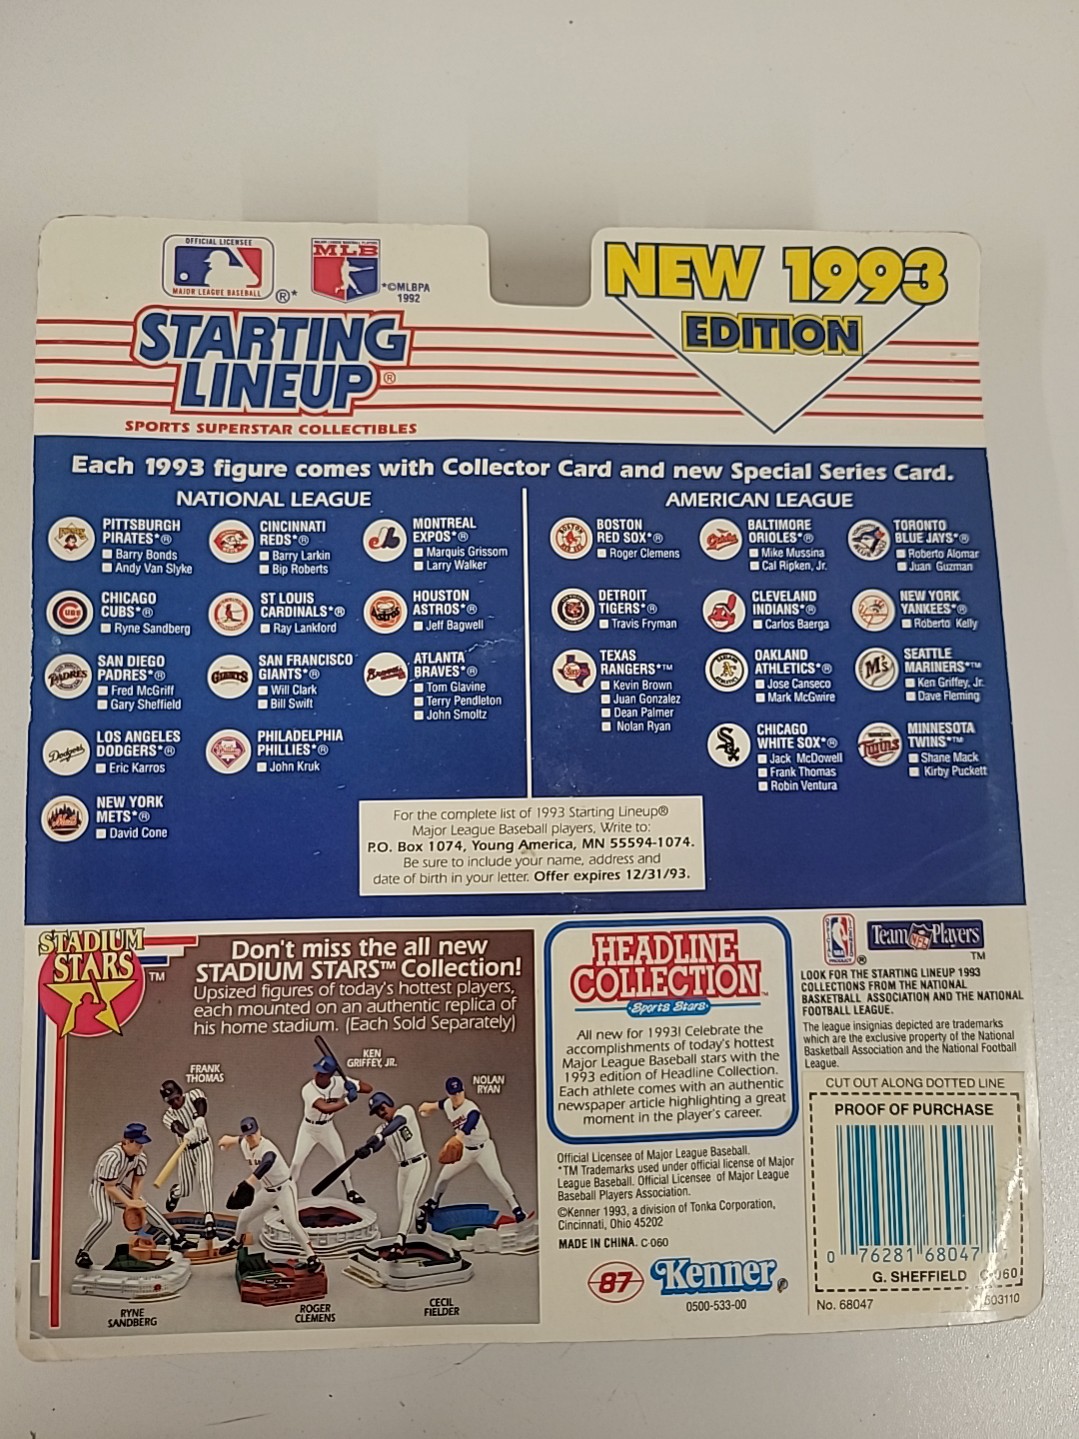 OFFICIAL LICENSEE
MAJOR LEAGUE BASEBALL
®*
MAJOR LEAGUE BASEBALL PLAYERS
MLB
*©MLBPA
1992
NEW 1993
EDITION
STARTING
LINEUP®
SPORTS SUPERSTAR COLLECTIBLES
Each 1993 figure comes with Collector Card and new Special Series Card.
NATIONAL LEAGUE
PITTSBURGH
PIRATES*®
Barry Bonds
Andy Van Slyke
CINCINNATI
REDS*®
Barry Larkin
Bip Roberts
MONTREAL
EXPOS*®
Marquis Grissom
Larry Walker
CUBS
CHICAGO
CUBS*®
Ryne Sandberg
ST LOUIS
CARDINALS*®
Ray Lankford
Astros
HOUSTON
ASTROS*®
Jeff Bagwell
PADRES
SAN DIEGO
PADRES*®
Fred McGriff
Gary Sheffield
GIANTS
SAN FRANCISCO
GIANTS*®
Will Clark
Bill Swift
Braves
ATLANTA
BRAVES*®
Tom Glavine
Terry Pendleton
John Smoltz
Dodgers
LOS ANGELES
DODGERS*®
Eric Karros
Phillies
PHILADELPHIA
PHILLIES*®
John Kruk
Mets
NEW YORK
METS*®
David Cone
AMERICAN LEAGUE
BOSTON
RED SOX*®
Roger Clemens
Orioles
BALTIMORE
ORIOLES*®
Mike Mussina
Cal Ripken, Jr.
TORONTO
BLUE JAYS*®
Roberto Alomar
Juan Guzman
DETROIT
TIGERS*®
Travis Fryman
CLEVELAND
INDIANS*®
Carlos Baerga
NEW YORK
YANKEES*®
Roberto Kelly
TEXAS
RANGERS*™
Kevin Brown
Juan Gonzalez
Dean Palmer
Nolan Ryan
OAKLAND
ATHLETICS*®
Jose Canseco
Mark McGwire
M's
SEATTLE
MARINERS*™
Ken Griffey, Jr.
Dave Fleming
Sox
CHICAGO
WHITE SOX*®
Jack McDowell
Frank Thomas
Robin Ventura
Twins
MINNESOTA
TWINS*™
Shane Mack
Kirby Puckett
For the complete list of 1993 Starting Lineup®
Major League Baseball players, Write to:
P.O. Box 1074, Young America, MN 55594-1074.
Be sure to include your name, address and
date of birth in your letter. Offer expires 12/31/93.
STADIUM
STARS
™
Don't miss the all new
STADIUM STARS™ Collection!
Upsized figures of today's hottest players,
each mounted on an authentic replica of
his home stadium. (Each Sold Separately)
FRANK
THOMAS
KEN
GRIFFEY, JR.
NOLAN
RYAN
RYNE
SANDBERG
ROGER
CLEMENS
CECIL
FIELDER
HEADLINE
COLLECTION™
Sports Stars
All new for 1993! Celebrate the
accomplishments of today's hottest
Major League Baseball stars with the
1993 edition of Headline Collection.
Each athlete comes with an authentic
newspaper article highlighting a great
moment in the player's career.
Official Licensee of Major League Baseball.
*TM Trademarks used under official license of Major
League Baseball. Official Licensee of Major League
Baseball Players Association.
©Kenner 1993, a division of Tonka Corporation,
Cincinnati, Ohio 45202
MADE IN CHINA. C-060
87
Kenner®
0500-533-00
NBA
®
Team NFL Players
™
LOOK FOR THE STARTING LINEUP 1993
COLLECTIONS FROM THE NATIONAL
BASKETBALL ASSOCIATION AND THE NATIONAL
FOOTBALL LEAGUE.
The league insignias depicted are trademarks
which are the exclusive property of the National
Basketball Association and the National Football
League.
CUT OUT ALONG DOTTED LINE
PROOF OF PURCHASE
0 76281 68047
G. SHEFFIELD C-060
No. 68047
503110